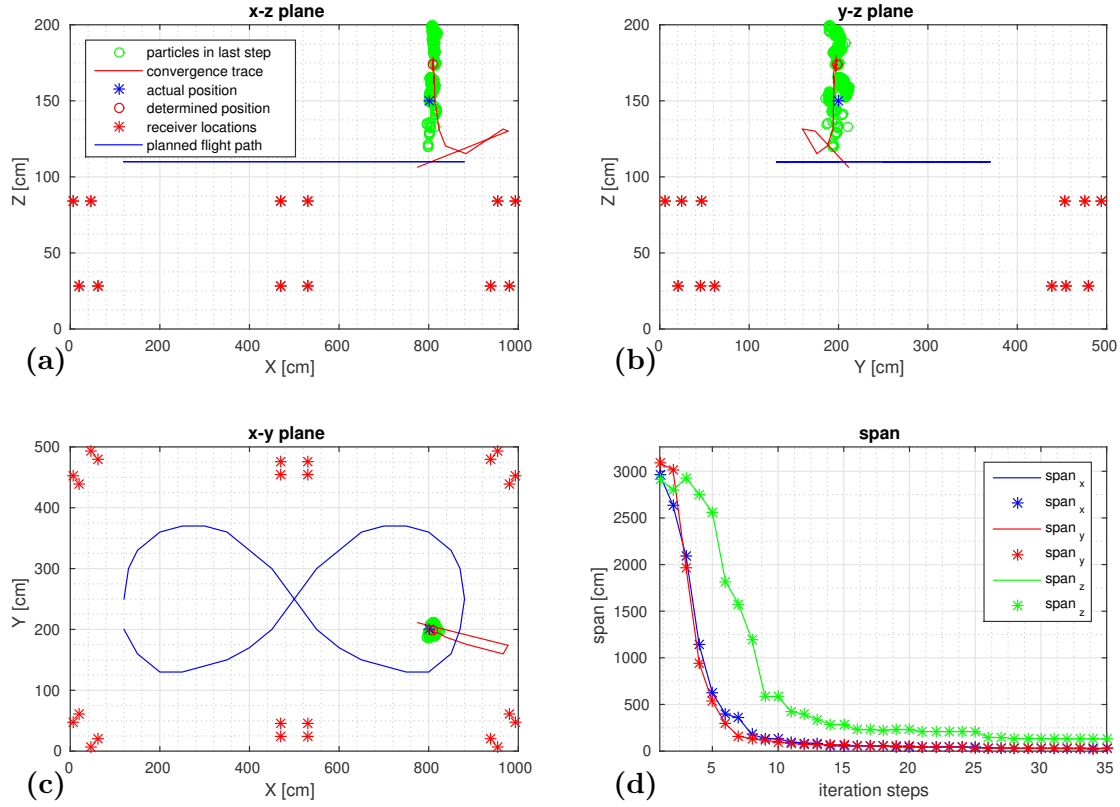 x-z plane
200
150
100
50
0
Z [cm]
particles in last step
convergence trace
actual position
determined position
receiver locations
planned flight path
0
200
400
600
800
1000
X [cm]
(a)
y-z plane
200
150
100
50
0
Z [cm]
0
100
200
300
400
500
Y [cm]
(b)
x-y plane
500
400
300
200
100
0
Y [cm]
0
200
400
600
800
1000
X [cm]
(c)
span
3000
2500
2000
1500
1000
500
0
span [cm]
span x
span x
span y
span y
span z
span z
5
10
15
20
25
30
35
iteration steps
(d)